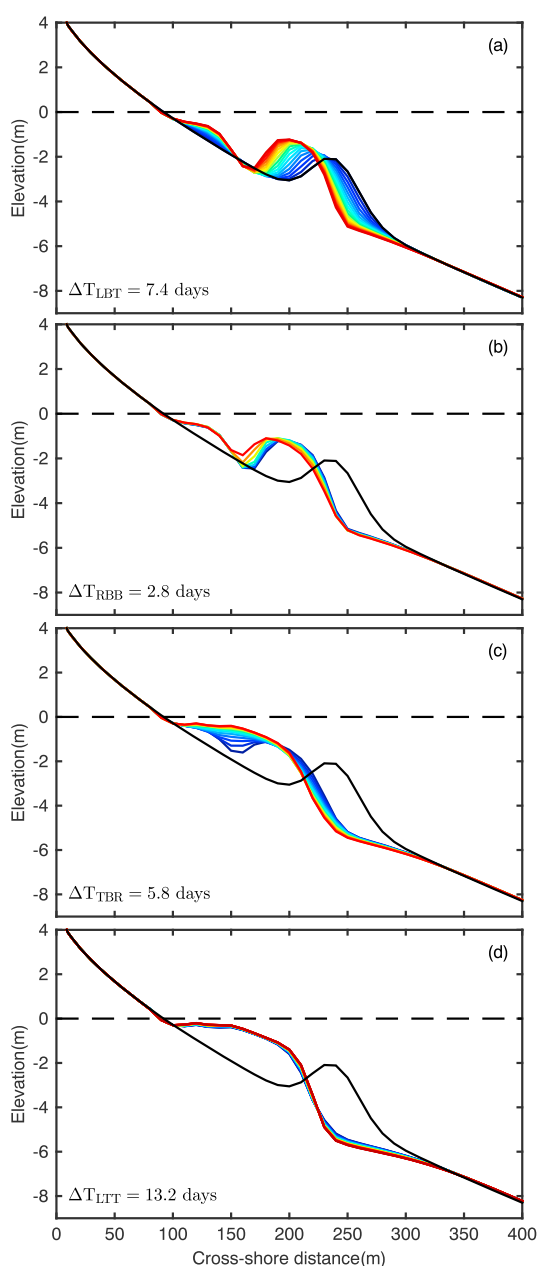 4
(a)
2
0
-2
-4
-6
-8
Elevation(m)
ΔT_LBT = 7.4 days
4
(b)
2
0
-2
-4
-6
-8
Elevation(m)
ΔT_RBB = 2.8 days
4
(c)
2
0
-2
-4
-6
-8
Elevation(m)
ΔT_TBR = 5.8 days
4
(d)
2
0
-2
-4
-6
-8
Elevation(m)
ΔT_LTT = 13.2 days
0 50 100 150 200 250 300 350 400
Cross-shore distance(m)